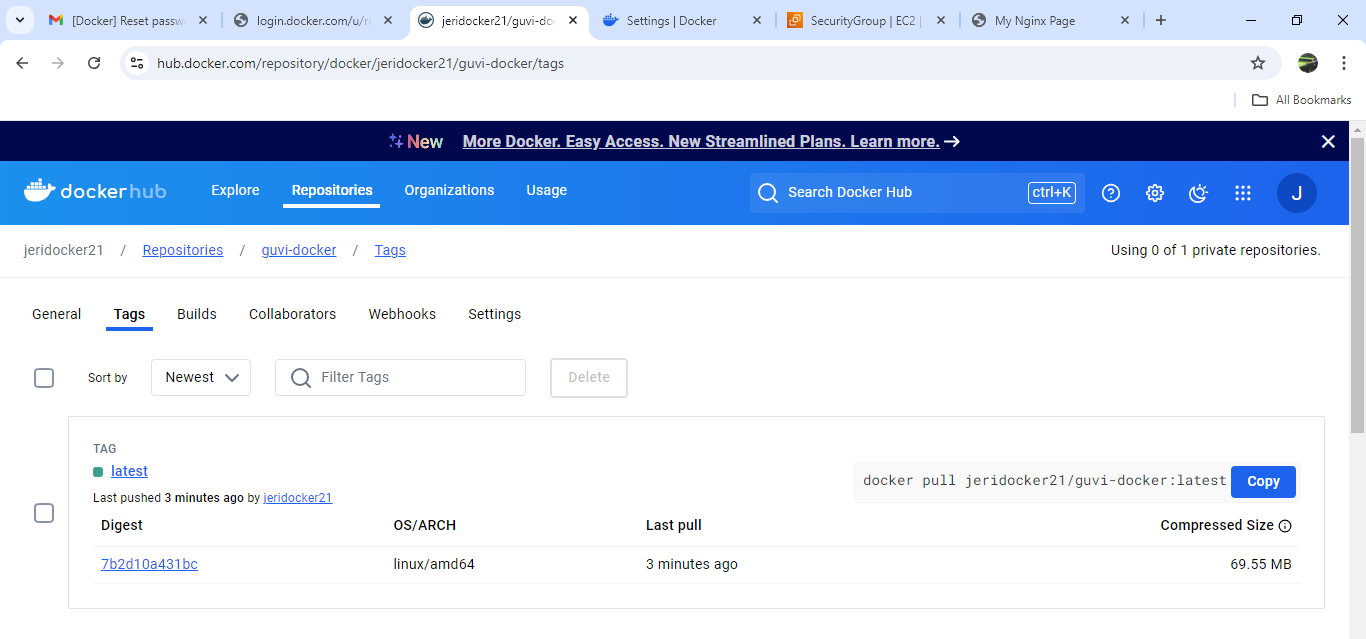 [Docker] Reset passw
login.docker.com/u/r
jeridocker21/guvi-doc
Settings | Docker
SecurityGroup | EC2 |
My Nginx Page
hub.docker.com/repository/docker/jeridocker21/guvi-docker/tags
All Bookmarks
New More Docker. Easy Access. New Streamlined Plans. Learn more.
dockerhub Explore Repositories Organizations Usage Search Docker Hub ctrl+K J
jeridocker21 / Repositories / guvi-docker / Tags Using 0 of 1 private repositories.
General Tags Builds Collaborators Webhooks Settings
Sort by Newest Filter Tags Delete
TAG
latest
docker pull jeridocker21/guvi-docker:latest Copy
Last pushed 3 minutes ago by jeridocker21
Digest OS/ARCH Last pull Compressed Size
7b2d10a431bc linux/amd64 3 minutes ago 69.55 MB